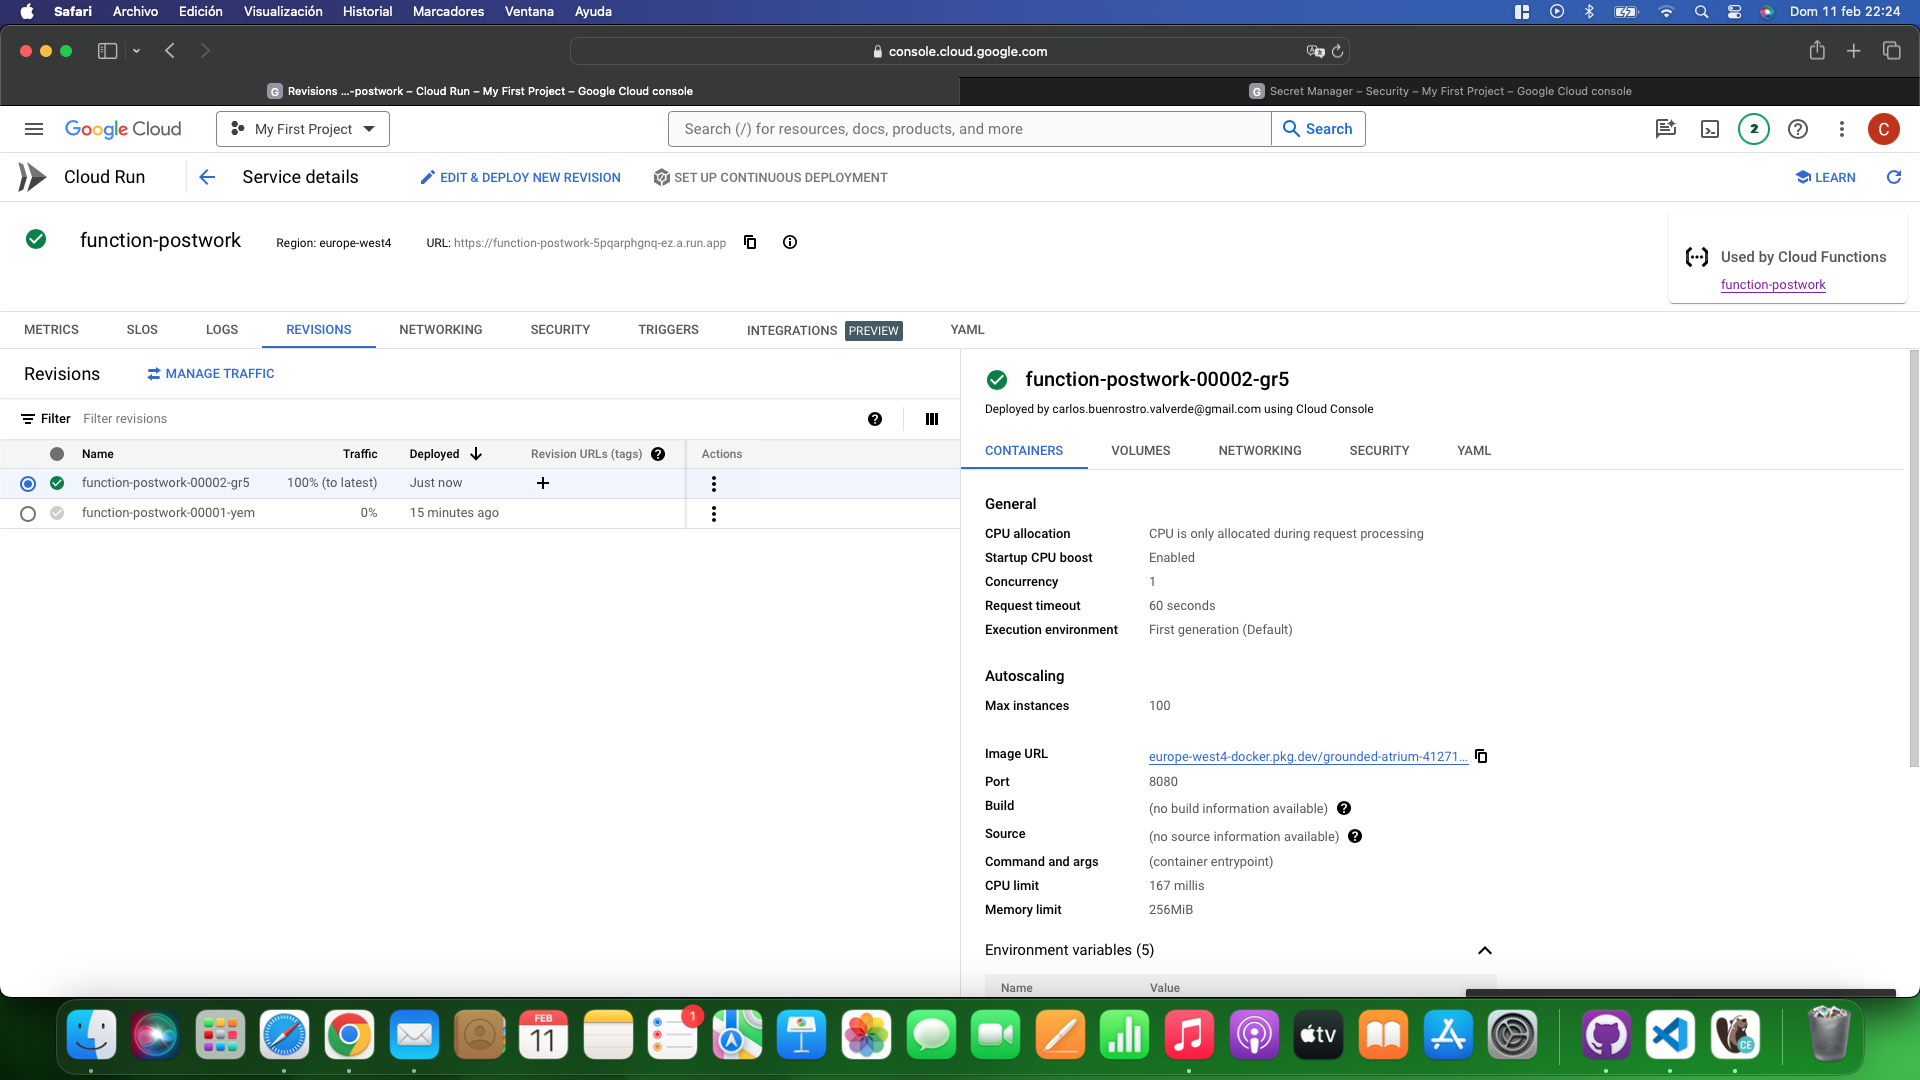 Safari Archivo Edición Visualización Historial Marcadores Ventana Ayuda Dom 11 feb 22:24
console.cloud.google.com
G Revisions ...-postwork – Cloud Run – My First Project – Google Cloud console
G Secret Manager – Security – My First Project – Google Cloud console
Google Cloud My First Project Search (/) for resources, docs, products, and more Search 2 C
Cloud Run Service details EDIT & DEPLOY NEW REVISION SET UP CONTINUOUS DEPLOYMENT LEARN
function-postwork Region: europe-west4 URL: https://function-postwork-5pqarphgnq-ez.a.run.app
Used by Cloud Functions
function-postwork
METRICS SLOS LOGS REVISIONS NETWORKING SECURITY TRIGGERS INTEGRATIONS PREVIEW YAML
Revisions MANAGE TRAFFIC
Filter Filter revisions
Name Traffic Deployed Revision URLs (tags) Actions
function-postwork-00002-gr5 100% (to latest) Just now
function-postwork-00001-yem 0% 15 minutes ago
function-postwork-00002-gr5
Deployed by carlos.buenrostro.valverde@gmail.com using Cloud Console
CONTAINERS VOLUMES NETWORKING SECURITY YAML
General
CPU allocation CPU is only allocated during request processing
Startup CPU boost Enabled
Concurrency 1
Request timeout 60 seconds
Execution environment First generation (Default)
Autoscaling
Max instances 100
Image URL europe-west4-docker.pkg.dev/grounded-atrium-41271...
Port 8080
Build (no build information available)
Source (no source information available)
Command and args (container entrypoint)
CPU limit 167 millis
Memory limit 256MiB
Environment variables (5)
Name Value
FEB
11
1
tv
CE